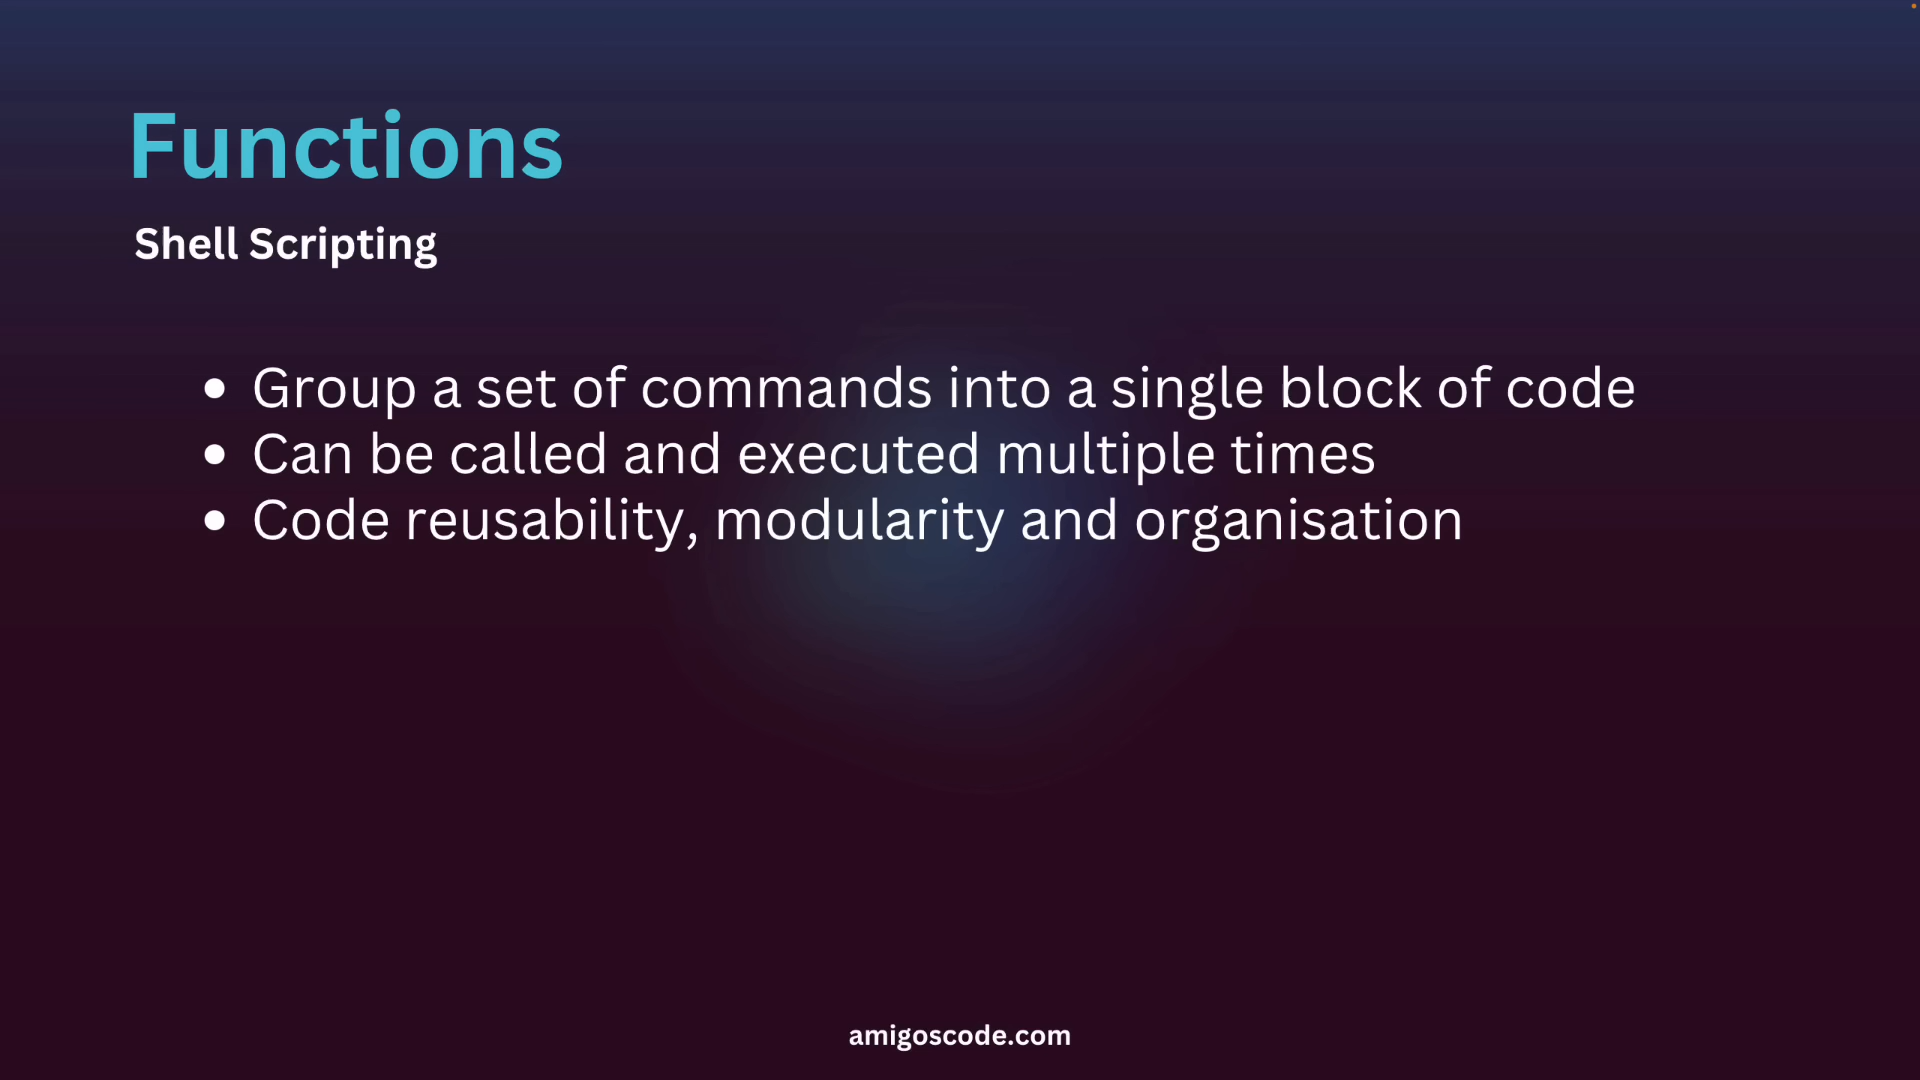 Functions
Shell Scripting
• Group a set of commands into a single block of code
• Can be called and executed multiple times
• Code reusability, modularity and organisation
amigoscode.com